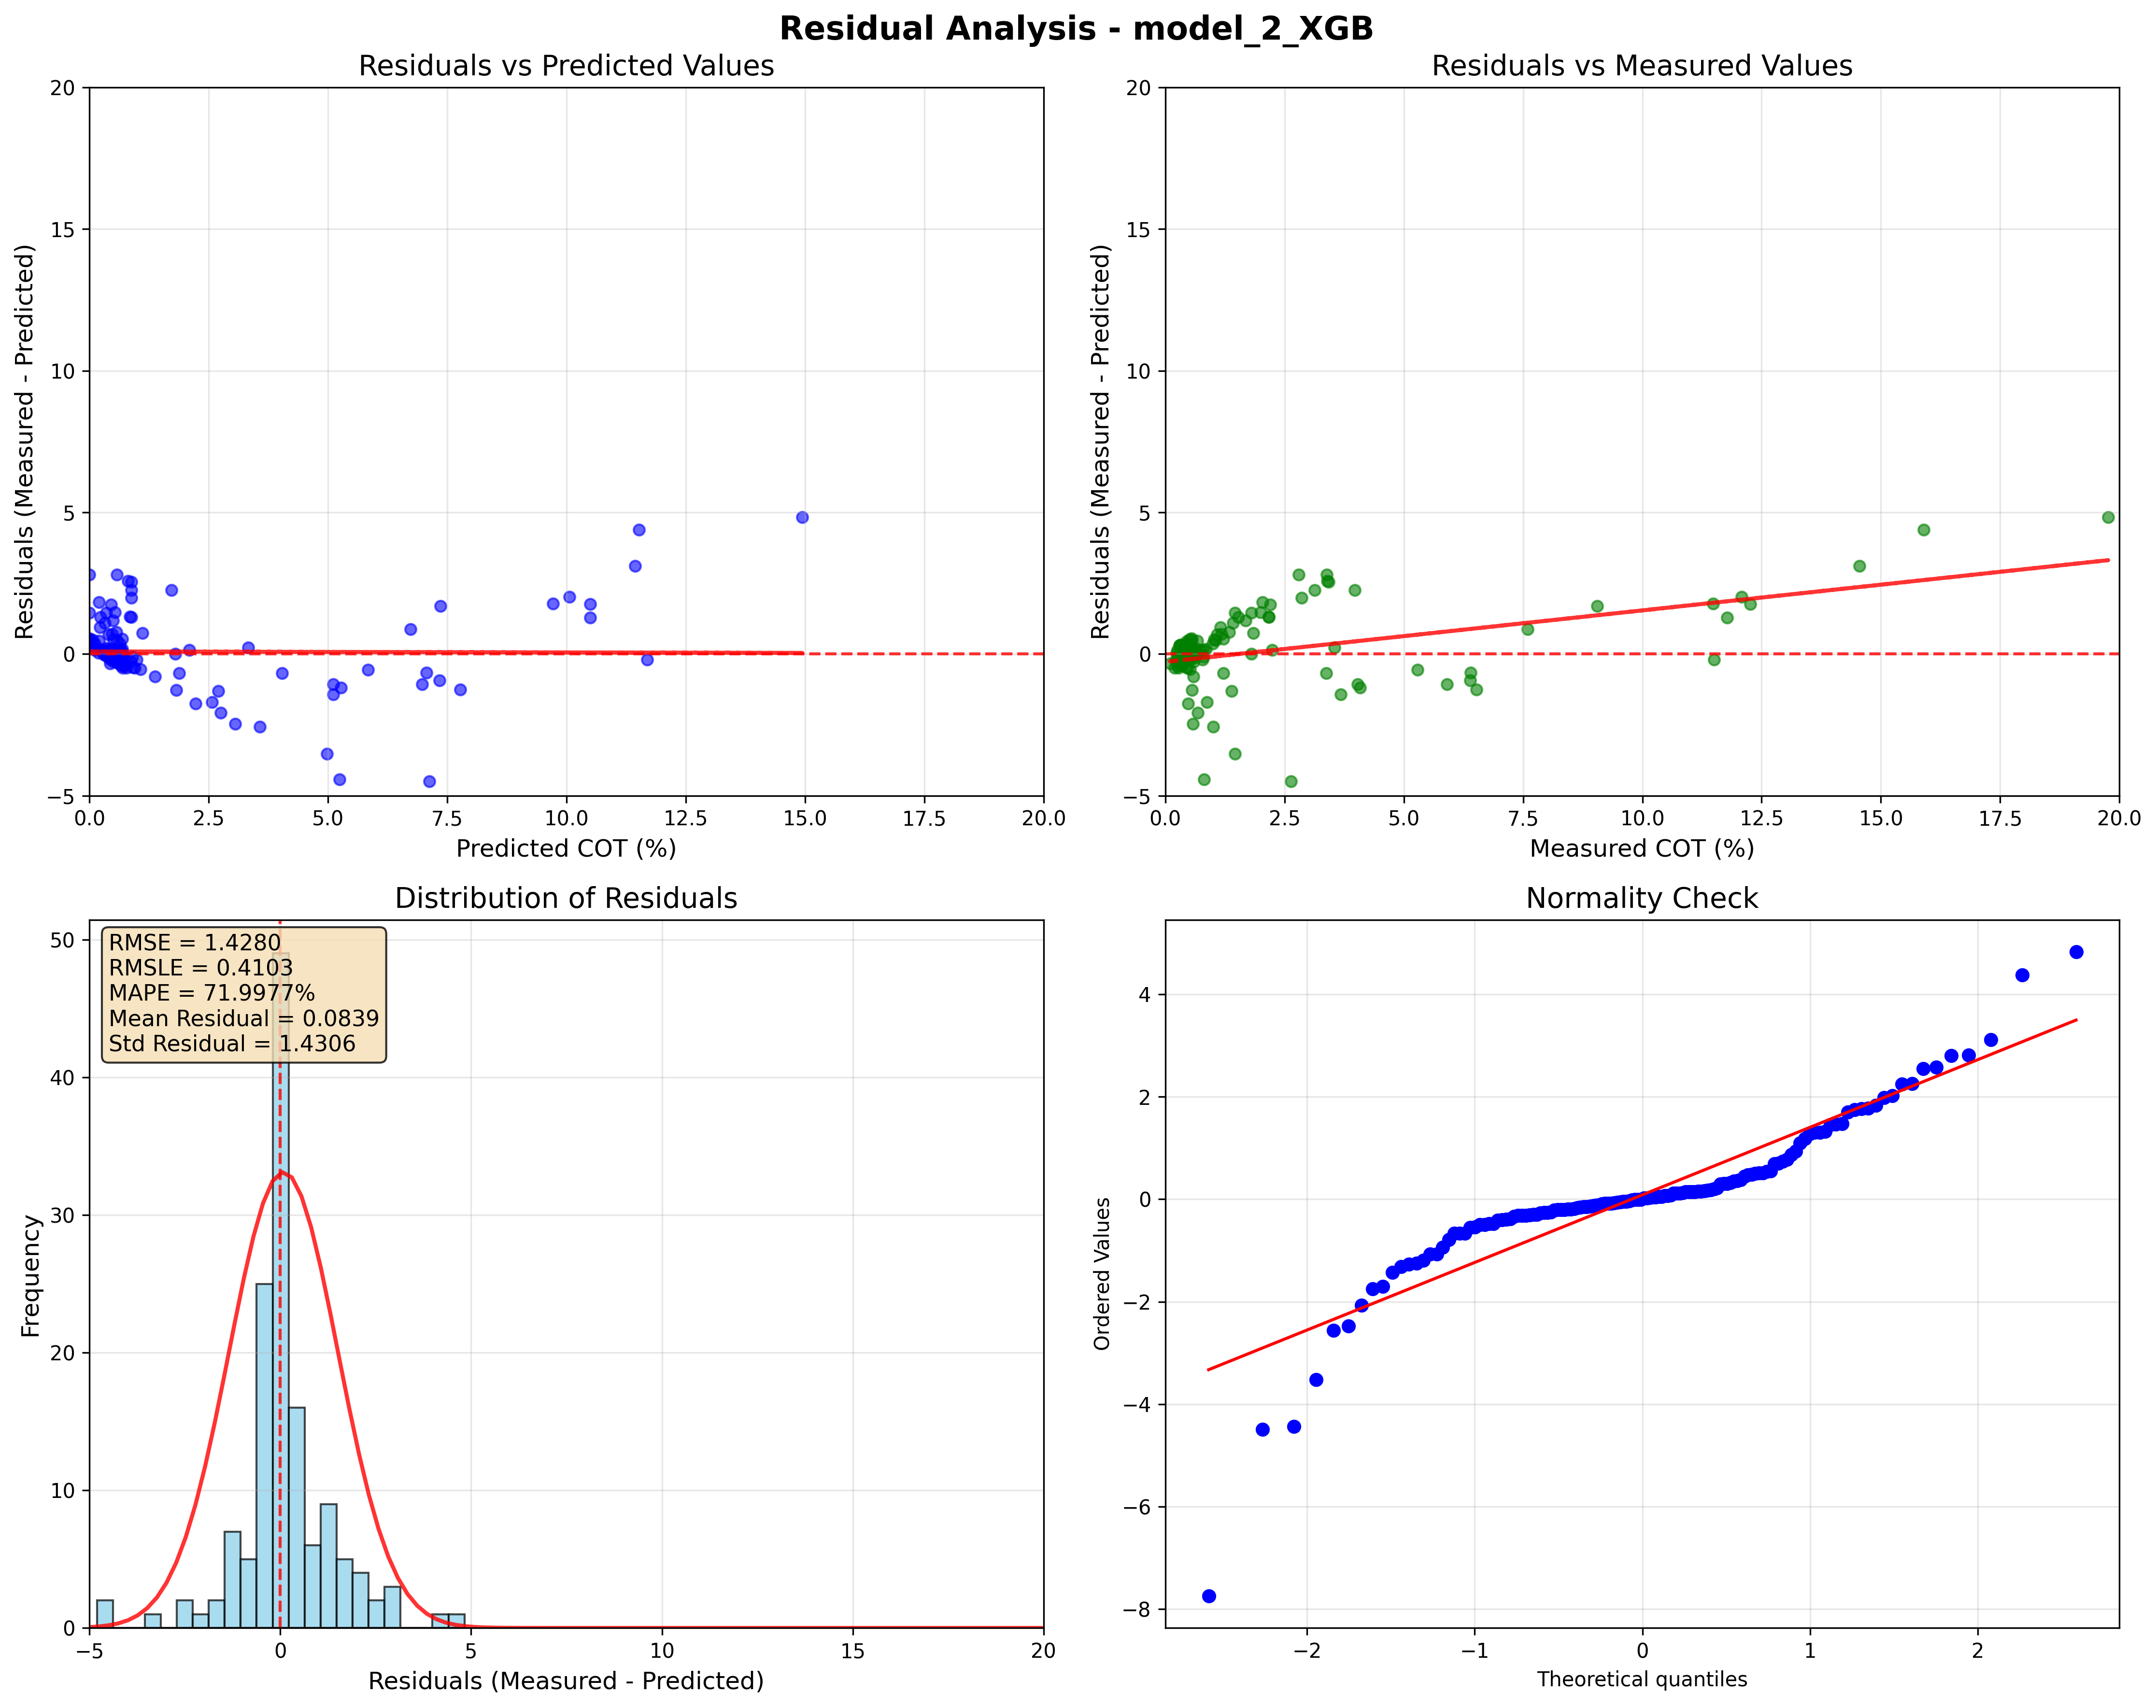 Residual Analysis - model_2_XGB
Residuals vs Predicted Values
20
15
10
5
0
−5
Residuals (Measured - Predicted)
0.0 2.5 5.0 7.5 10.0 12.5 15.0 17.5 20.0
Predicted COT (%)
Residuals vs Measured Values
20
15
10
5
0
−5
Residuals (Measured - Predicted)
0.0 2.5 5.0 7.5 10.0 12.5 15.0 17.5 20.0
Measured COT (%)
Distribution of Residuals
RMSE = 1.4280
RMSLE = 0.4103
MAPE = 71.9977%
Mean Residual = 0.0839
Std Residual = 1.4306
50
40
30
20
10
0
Frequency
−5 0 5 10 15 20
Residuals (Measured - Predicted)
Normality Check
4
2
0
−2
−4
−6
−8
Ordered Values
−2 −1 0 1 2
Theoretical quantiles